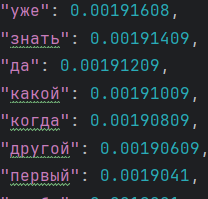 "уже": 0.00191608,
"знать": 0.00191409,
"да": 0.00191209,
"какой": 0.00191009,
"когда": 0.00190809,
"другой": 0.00190609,
"первый": 0.0019041,